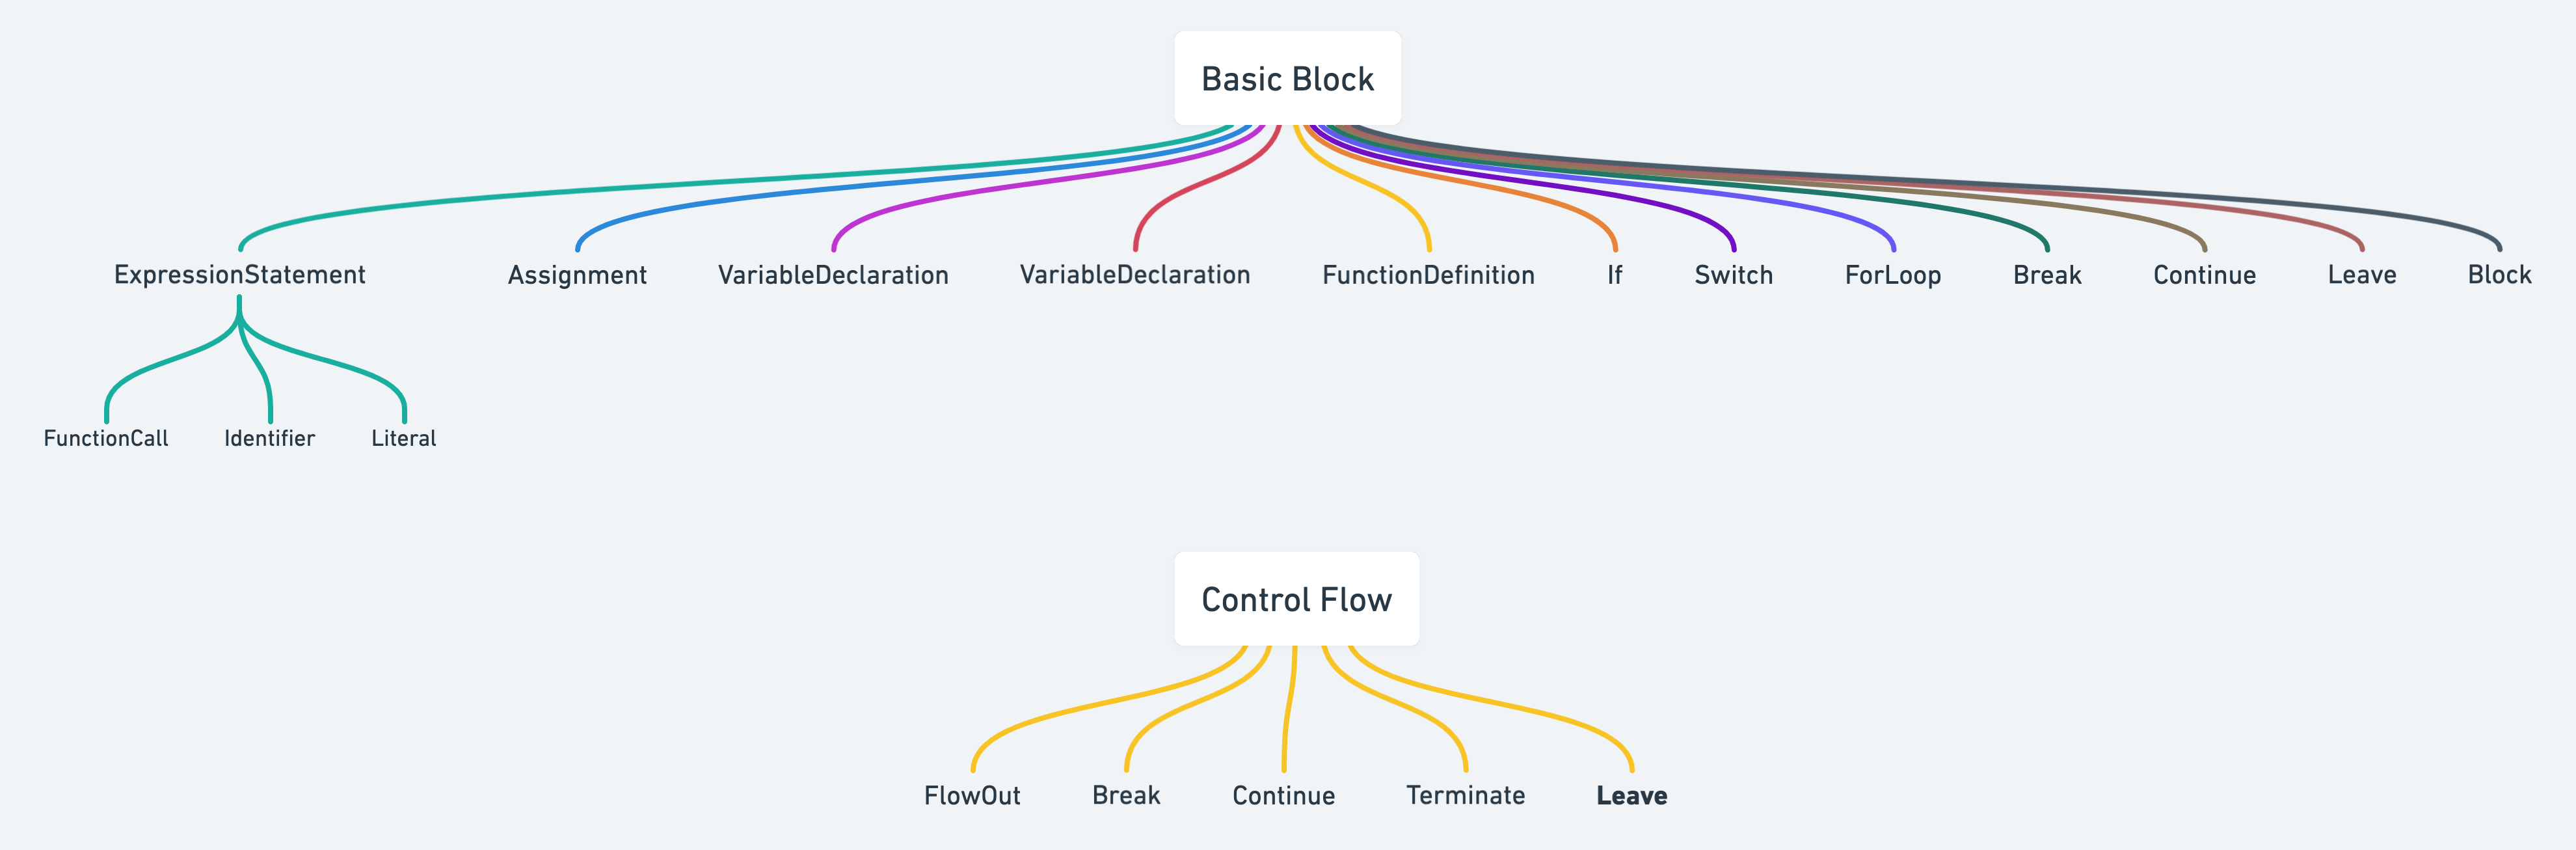 Basic Block
ExpressionStatement Assignment VariableDeclaration VariableDeclaration FunctionDefinition If Switch ForLoop Break Continue Leave Block
FunctionCall Identifier Literal
Control Flow
FlowOut Break Continue Terminate Leave